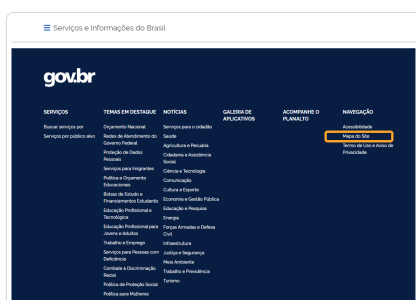 Serviços e Informações do Brasil
gov.br
SERVIÇOS
Buscar serviços por
Serviços por público alvo
TEMAS EM DESTAQUE
Orçamento Nacional
Redes de Atendimento do
Governo Federal
Proteção de Dados
Pessoais
Serviços para Imigrantes
Política e Orçamento
Educacionais
Bolsas de Estudo e
Financiamentos Estudantis
Educação Profissional e
Tecnológica
Educação Profissional para
Jovens e Adultos
Trabalho e Emprego
Serviços para Pessoas com
Deficiência
Combate à Discriminação
Racial
Política de Proteção Social
Política para Mulheres
NOTÍCIAS
Serviços para o cidadão
Saúde
Agricultura e Pecuária
Cidadania e Assistência
Social
Ciência e Tecnologia
Comunicação
Cultura e Esporte
Economia e Gestão Pública
Educação e Pesquisa
Energia
Forças Armadas e Defesa
Civil
Infraestrutura
Justiça e Segurança
Meio Ambiente
Trabalho e Previdência
Turismo
GALERIA DE
APLICATIVOS
ACOMPANHE O
PLANALTO
NAVEGAÇÃO
Acessibilidade
Mapa do Site
Termo de Uso e Aviso de
Privacidade